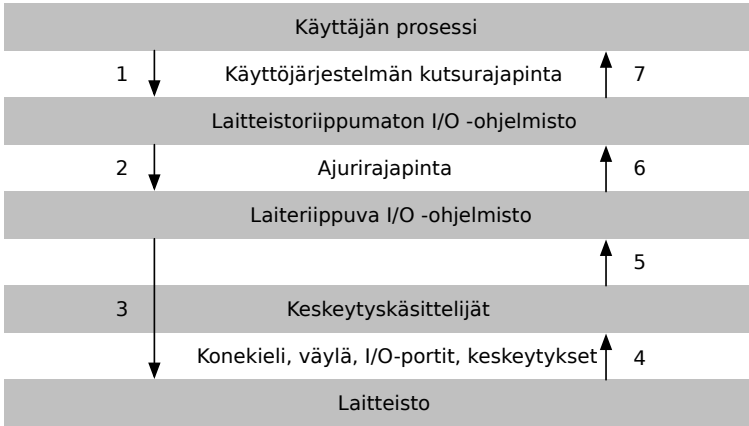 Käyttäjän prosessi
1 Käyttöjärjestelmän kutsurajapinta 7
Laitteistoriippumaton I/O -ohjelmisto
2 Ajurirajapinta 6
Laiteriippuva I/O -ohjelmisto
5
3 Keskeytyskäsittelijät
Konekieli, väylä, I/O-portit, keskeytykset 4
Laitteisto